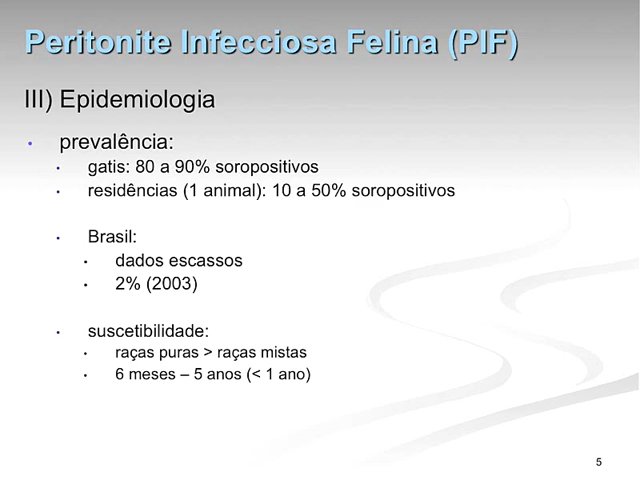 Peritonite Infecciosa Felina (PIF)
III) Epidemiologia
• prevalência:
• gatis: 80 a 90% soropositivos
• residências (1 animal): 10 a 50% soropositivos
• Brasil:
• dados escassos
• 2% (2003)
• suscetibilidade:
• raças puras > raças mistas
• 6 meses – 5 anos (< 1 ano)
5